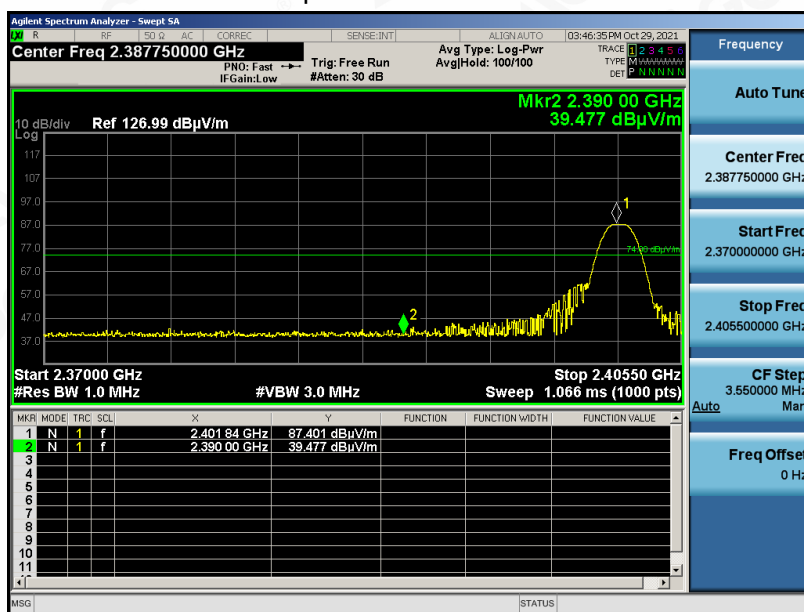 Agilent Spectrum Analyzer - Swept SA
LXI R RF 50 Ω AC CORREC SENSE:INT ALIGN AUTO 03:46:35 PM Oct 29, 2021
Center Freq 2.387750000 GHz
PNO: Fast Trig: Free Run
IFGain:Low #Atten: 30 dB
Avg Type: Log-Pwr
Avg|Hold: 100/100
TRACE 1 2 3 4 5 6
TYPE M
DET P N N N N N
Mkr2 2.390 00 GHz
39.477 dBµV/m
10 dB/div Ref 126.99 dBµV/m
Log
117
107
97.0
87.0
77.0
67.0
57.0
47.0
37.0
1
2
74.00 dBµV/m
Start 2.37000 GHz Stop 2.40550 GHz
#Res BW 1.0 MHz #VBW 3.0 MHz Sweep 1.066 ms (1000 pts)
MKR MODE TRC SCL X Y FUNCTION FUNCTION WIDTH FUNCTION VALUE
1 N 1 f 2.401 84 GHz 87.401 dBµV/m
2 N 1 f 2.390 00 GHz 39.477 dBµV/m
3
4
5
6
7
8
9
10
11
MSG STATUS
Frequency
Auto Tune
Center Freq
2.387750000 GHz
Start Freq
2.370000000 GHz
Stop Freq
2.405500000 GHz
CF Step
3.550000 MHz
Auto Man
Freq Offset
0 Hz